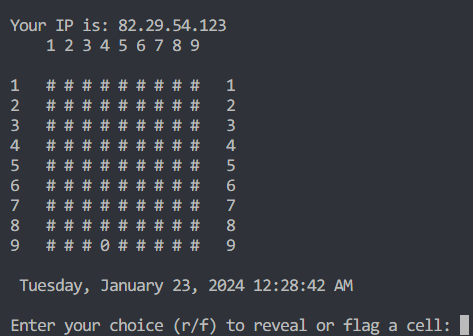 Your IP is: 82.29.54.123
1 2 3 4 5 6 7 8 9
1 # # # # # # # # # 1
2 # # # # # # # # # 2
3 # # # # # # # # # 3
4 # # # # # # # # # 4
5 # # # # # # # # # 5
6 # # # # # # # # # 6
7 # # # # # # # # # 7
8 # # # # # # # # # 8
9 # # # 0 # # # # # 9
Tuesday, January 23, 2024 12:28:42 AM
Enter your choice (r/f) to reveal or flag a cell: